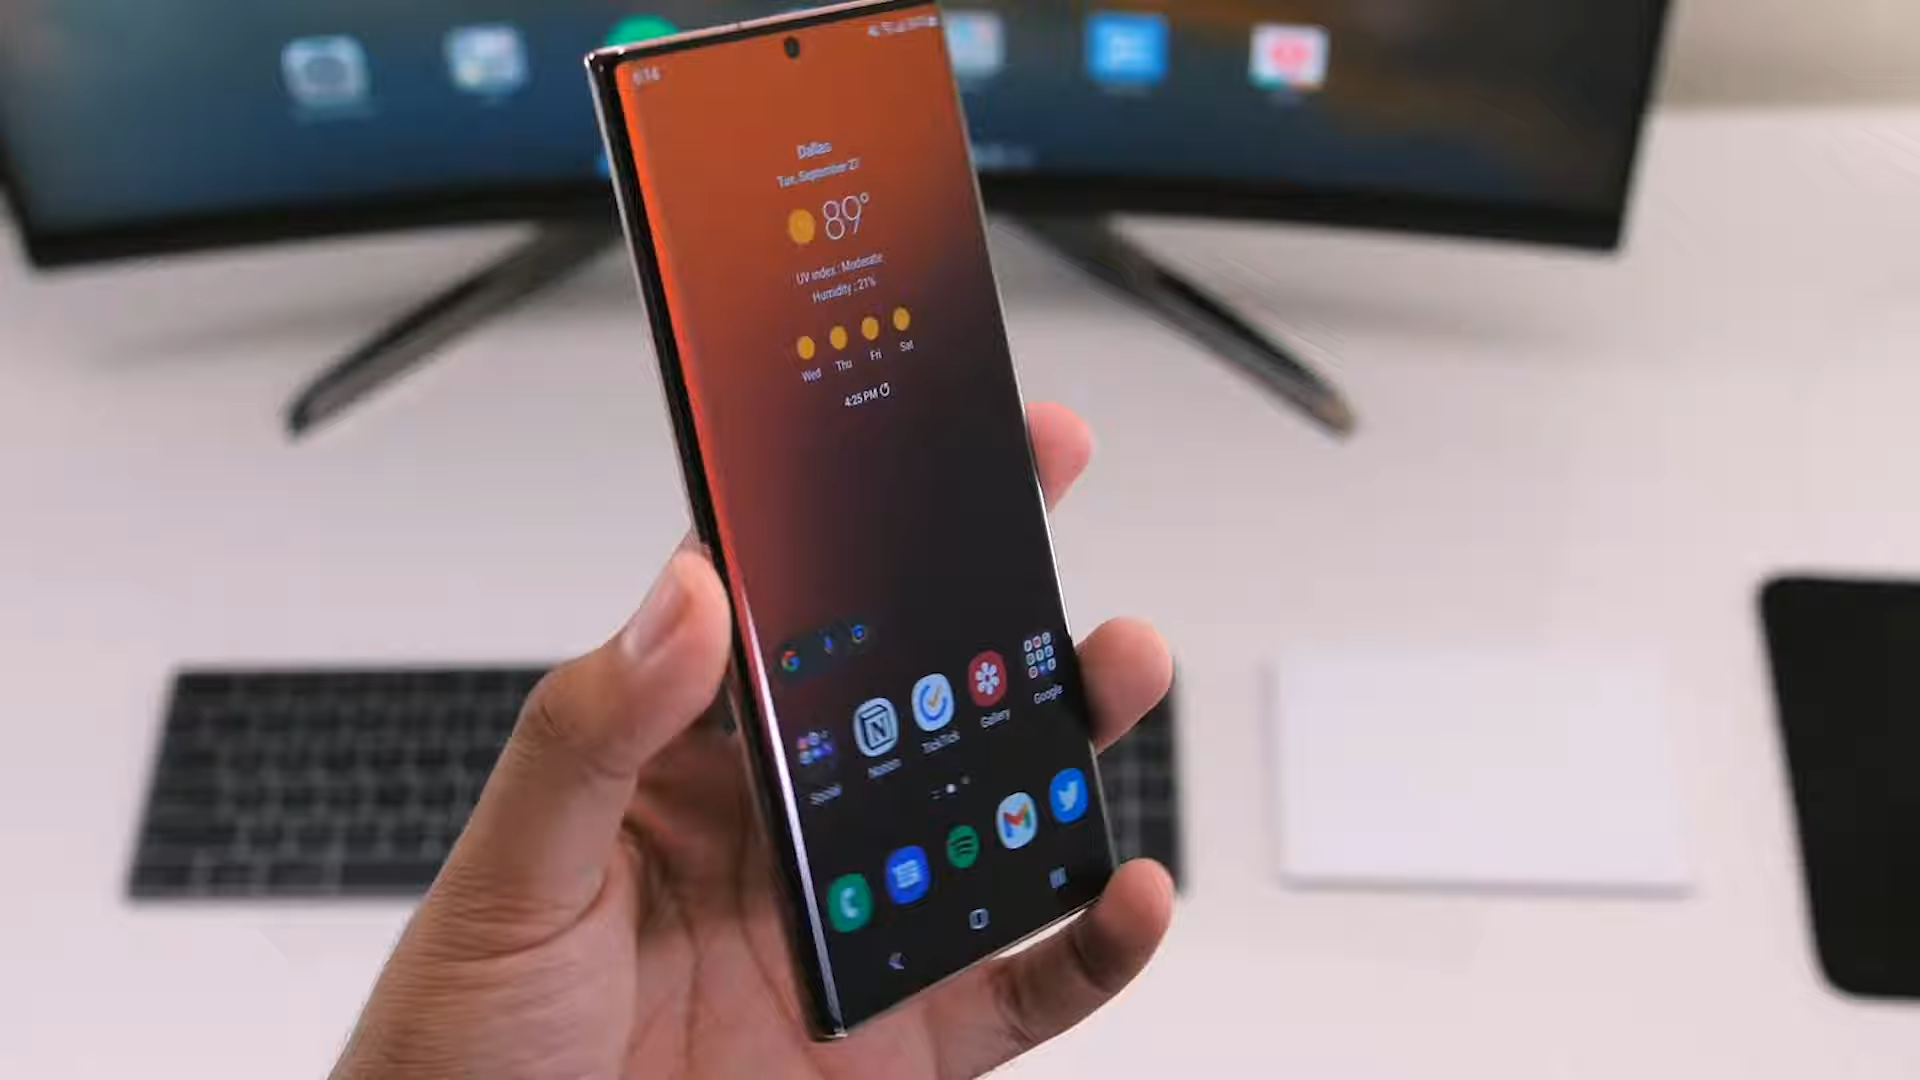 Dallas
Tue, September 27
89°
UV index : Moderate
Humidity : 21%
Wed Thu Fri Sat
4:25 PM
Social Notion TickTick Gallery Google